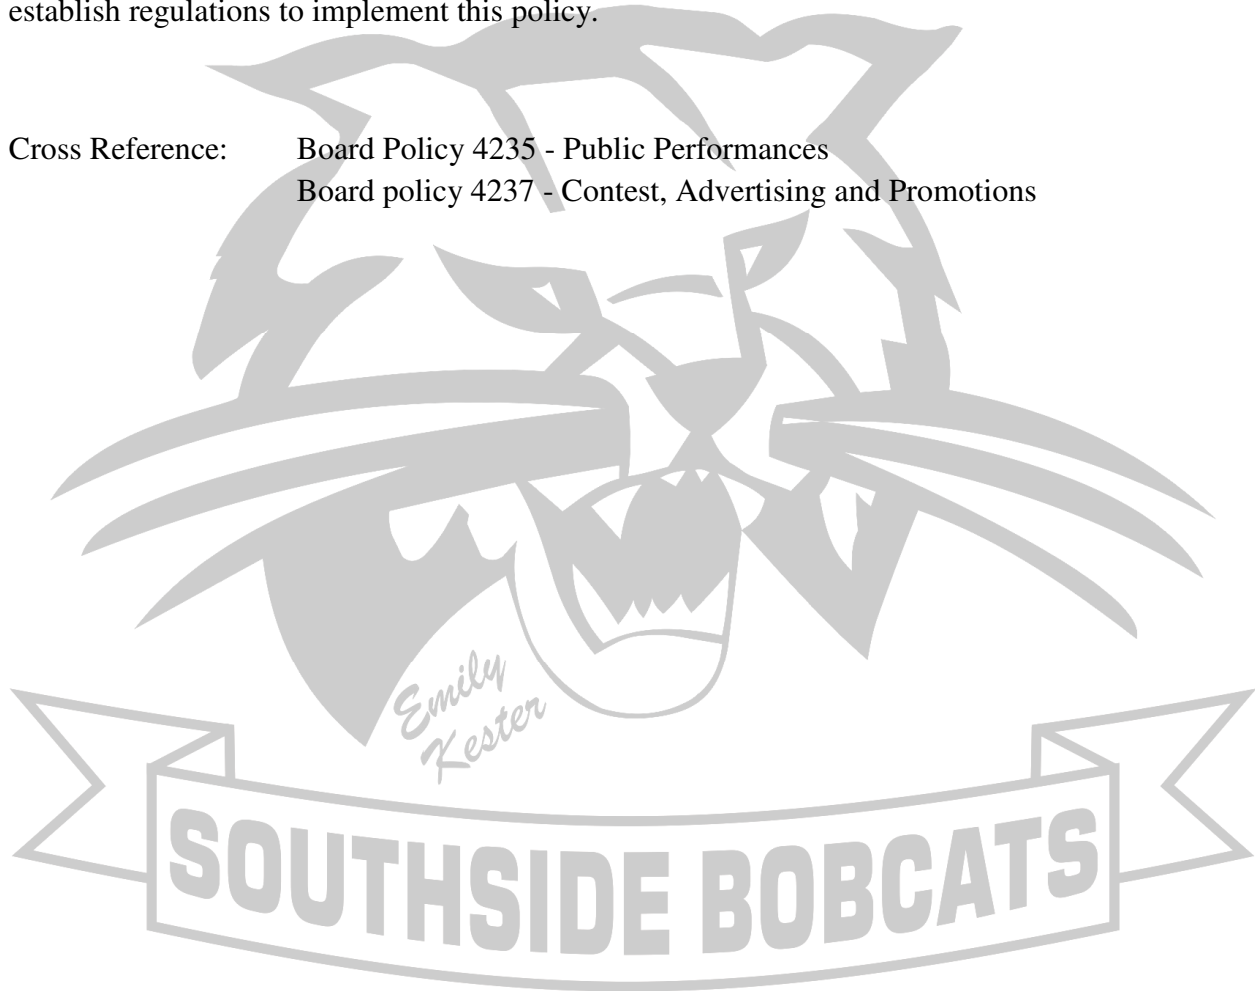 establish regulations to implement this policy.
Cross Reference: Board Policy 4235 - Public Performances
Board policy 4237 - Contest, Advertising and Promotions
Emily
Kester
SOUTHSIDE BOBCATS